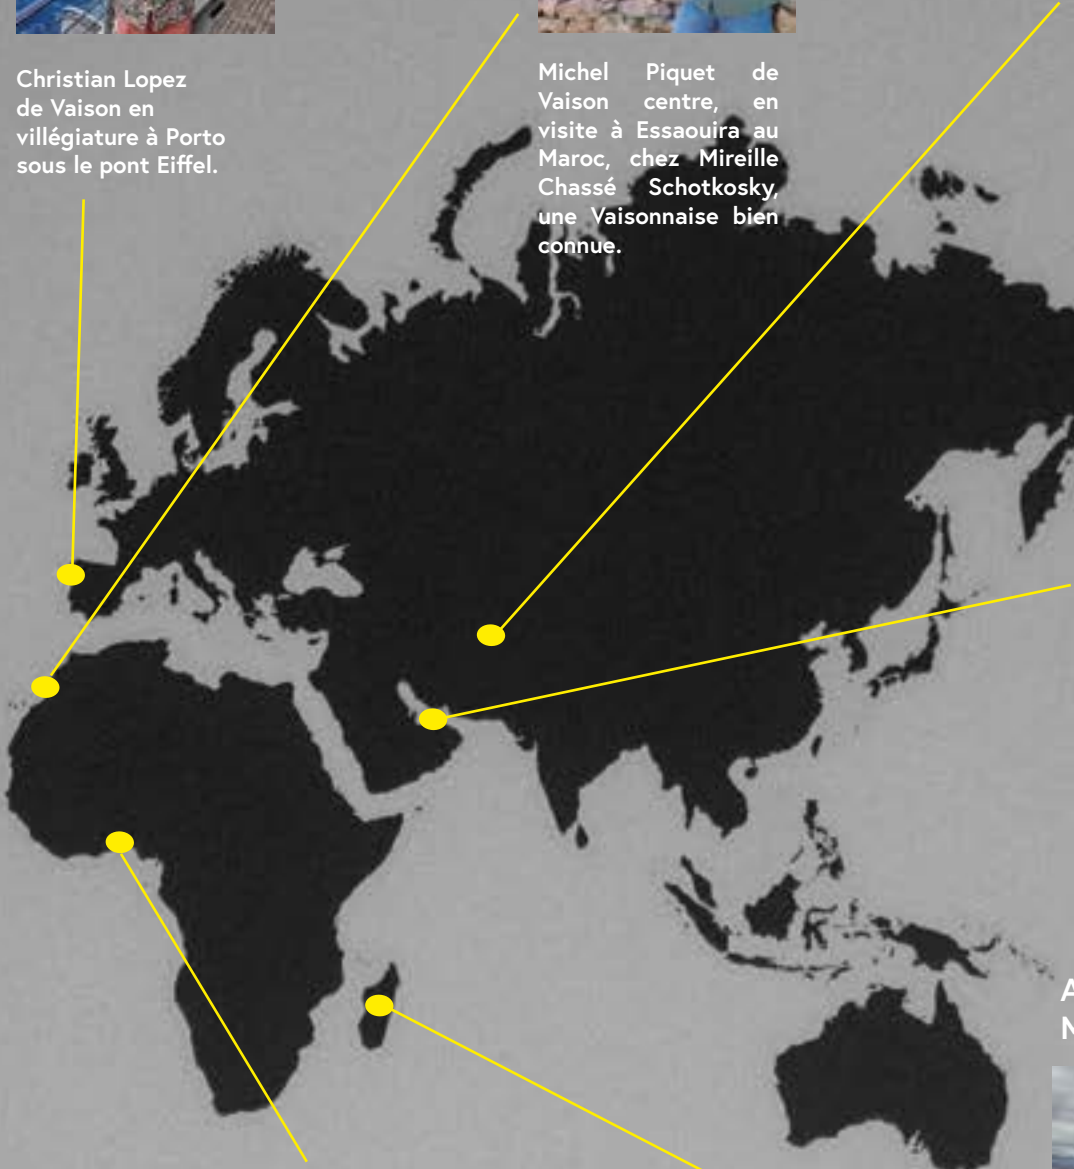 Christian Lopez
de Vaison en
villégiature à Porto
sous le pont Eiffel.
Michel Piquet de
Vaison centre, en
visite à Essaouira au
Maroc, chez Mireille
Chassé Schotkosky,
une Vaisonnaise bien
connue.